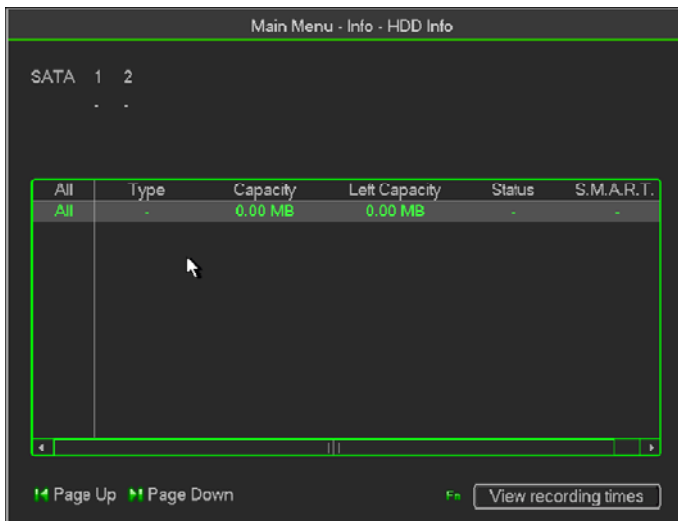 Main Menu - Info - HDD Info
SATA 1 2
- -
All Type Capacity Left Capacity Status S.M.A.R.T.
All - 0.00 MB 0.00 MB - -
Page Up Page Down Fn View recording times